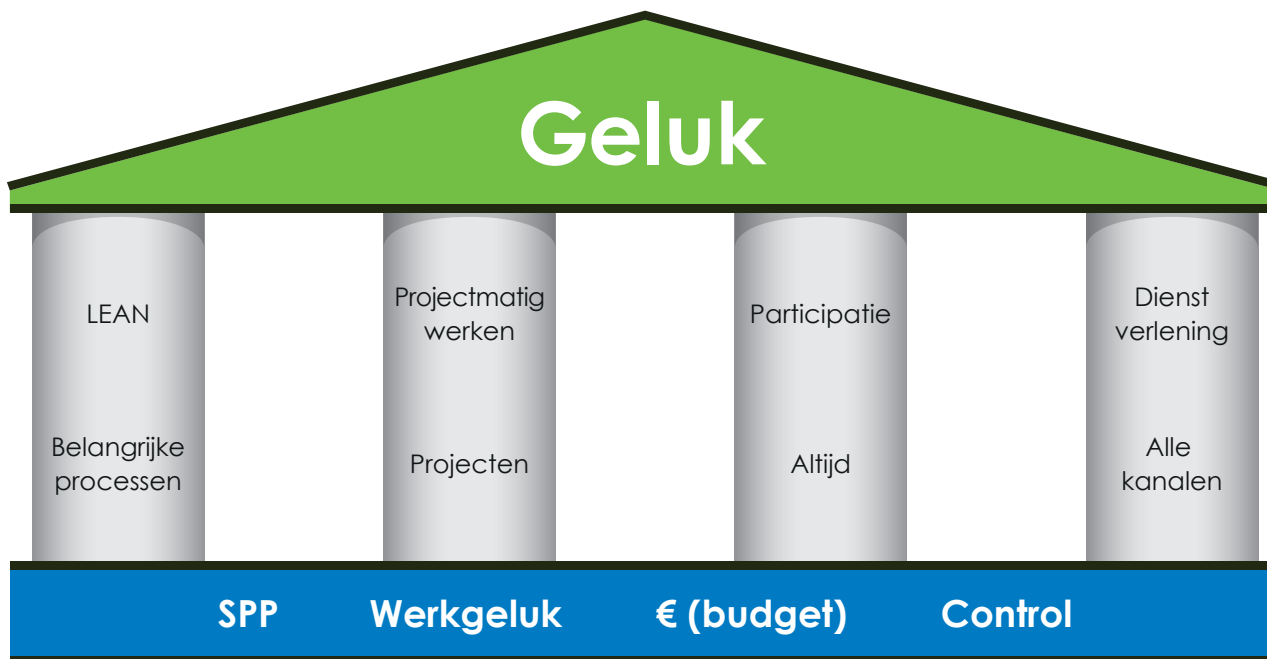 Geluk
LEAN
Belangrijke
processen
Projectmatig
werken
Projecten
Participatie
Altijd
Dienst
verlening
Alle
kanalen
SPP Werkgeluk € (budget) Control